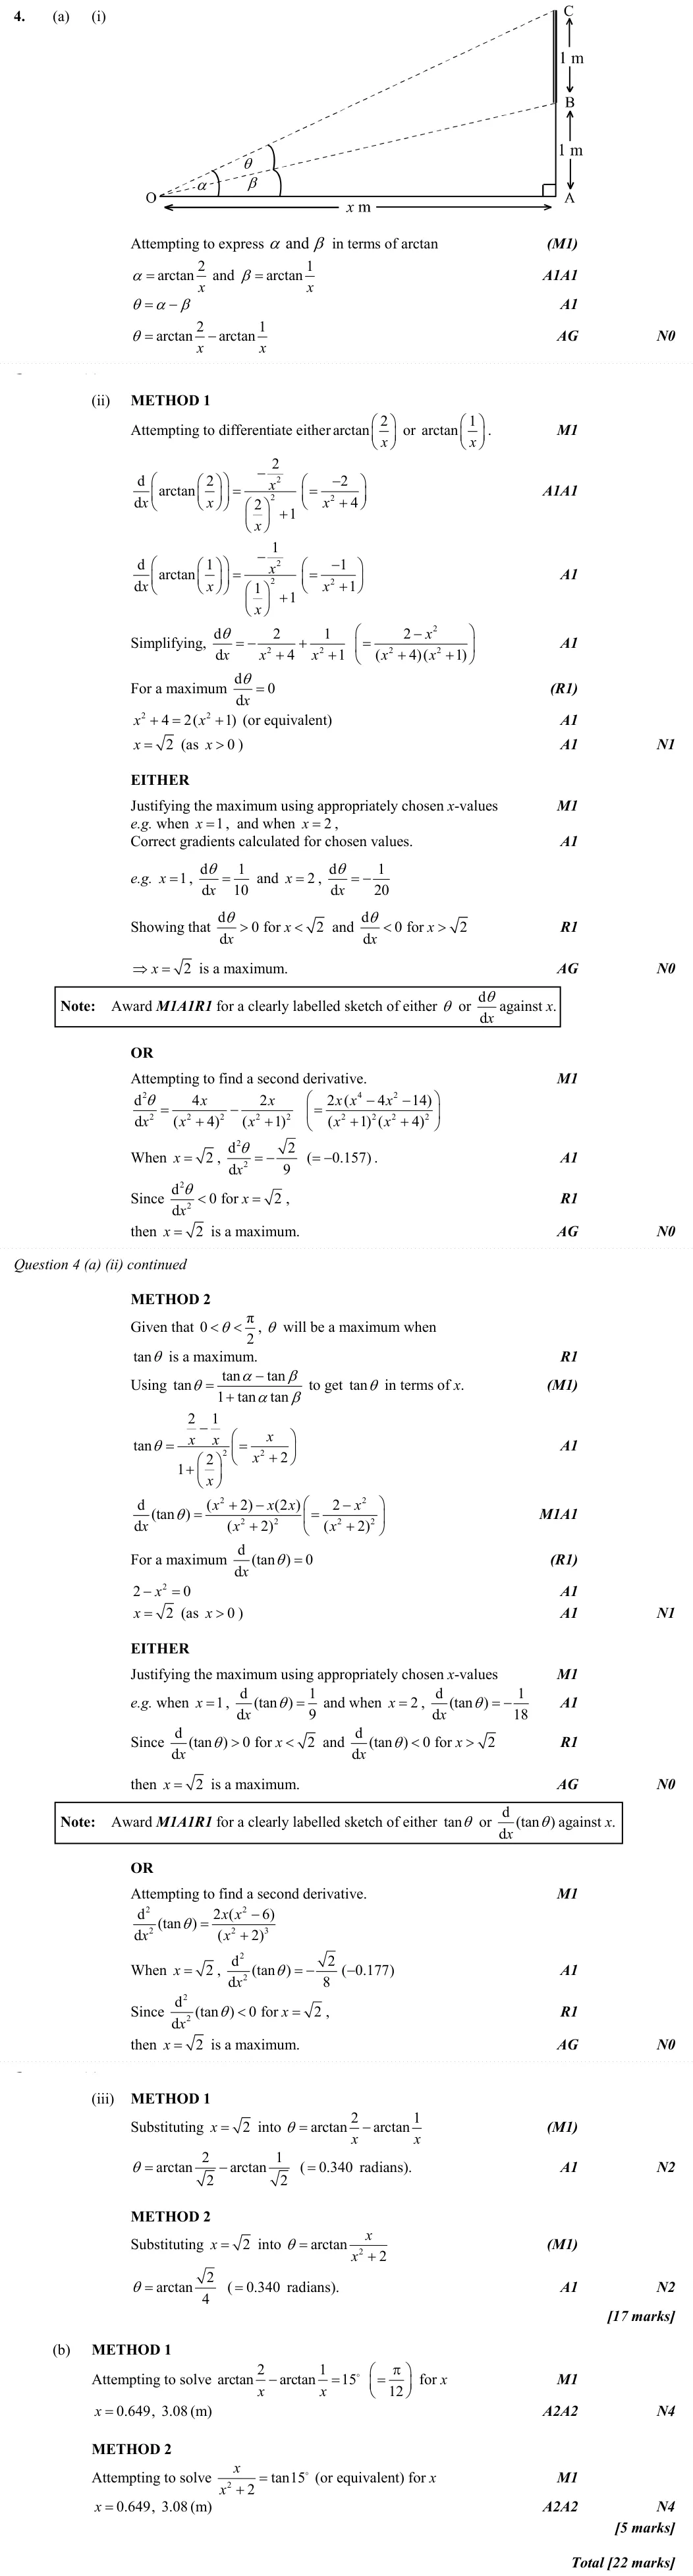 4. (a) (i)
C
1 m
B
1 m
θ
α
β
O
A
x m
Attempting to express α and β in terms of arctan (M1)
α = arctan 2/x and β = arctan 1/x A1A1
θ = α − β A1
θ = arctan 2/x − arctan 1/x AG N0
(ii) METHOD 1
Attempting to differentiate either arctan(2/x) or arctan(1/x). M1
d/dx (arctan(2/x)) = (−2/x²)/((2/x)² + 1) (= −2/(x² + 4)) A1A1
d/dx (arctan(1/x)) = (−1/x²)/((1/x)² + 1) (= −1/(x² + 1)) A1
Simplifying, dθ/dx = −2/(x² + 4) + 1/(x² + 1) (= (2 − x²)/((x² + 4)(x² + 1))) A1
For a maximum dθ/dx = 0 (R1)
x² + 4 = 2(x² + 1) (or equivalent) A1
x = √2 (as x > 0) A1 N1
EITHER
Justifying the maximum using appropriately chosen x-values M1
e.g. when x = 1, and when x = 2,
Correct gradients calculated for chosen values. A1
e.g. x = 1, dθ/dx = 1/10 and x = 2, dθ/dx = −1/20
Showing that dθ/dx > 0 for x < √2 and dθ/dx < 0 for x > √2 R1
⇒ x = √2 is a maximum. AG N0
Note: Award M1A1R1 for a clearly labelled sketch of either θ or dθ/dx against x.
OR
Attempting to find a second derivative. M1
d²θ/dx² = 4x/(x² + 4)² − 2x/(x² + 1)² (= 2x(x⁴ − 4x² − 14)/((x² + 1)²(x² + 4)²))
When x = √2, d²θ/dx² = −√2/9 (= −0.157). A1
Since d²θ/dx² < 0 for x = √2, R1
then x = √2 is a maximum. AG N0
Question 4 (a) (ii) continued
METHOD 2
Given that 0 < θ < π/2, θ will be a maximum when
tan θ is a maximum. R1
Using tan θ = (tan α − tan β)/(1 + tan α tan β) to get tan θ in terms of x. (M1)
tan θ = (2/x − 1/x)/(1 + (2/x)²) (= x/(x² + 2)) A1
d/dx (tan θ) = ((x² + 2) − x(2x))/(x² + 2)² (= (2 − x²)/(x² + 2)²) M1A1
For a maximum d/dx (tan θ) = 0 (R1)
2 − x² = 0 A1
x = √2 (as x > 0) A1 N1
EITHER
Justifying the maximum using appropriately chosen x-values M1
e.g. when x = 1, d/dx (tan θ) = 1/9 and when x = 2, d/dx (tan θ) = −1/18 A1
Since d/dx (tan θ) > 0 for x < √2 and d/dx (tan θ) < 0 for x > √2 R1
then x = √2 is a maximum. AG N0
Note: Award M1A1R1 for a clearly labelled sketch of either tan θ or d/dx (tan θ) against x.
OR
Attempting to find a second derivative. M1
d²/dx² (tan θ) = 2x(x² − 6)/(x² + 2)³
When x = √2, d²/dx² (tan θ) = −√2/8 (−0.177) A1
Since d²/dx² (tan θ) < 0 for x = √2, R1
then x = √2 is a maximum. AG N0
(iii) METHOD 1
Substituting x = √2 into θ = arctan 2/x − arctan 1/x (M1)
θ = arctan 2/√2 − arctan 1/√2 (= 0.340 radians). A1 N2
METHOD 2
Substituting x = √2 into θ = arctan x/(x² + 2) (M1)
θ = arctan √2/4 (= 0.340 radians). A1 N2
[17 marks]
(b) METHOD 1
Attempting to solve arctan 2/x − arctan 1/x = 15° (= π/12) for x M1
x = 0.649, 3.08 (m) A2A2 N4
METHOD 2
Attempting to solve x/(x² + 2) = tan 15° (or equivalent) for x M1
x = 0.649, 3.08 (m) A2A2 N4
[5 marks]
Total [22 marks]